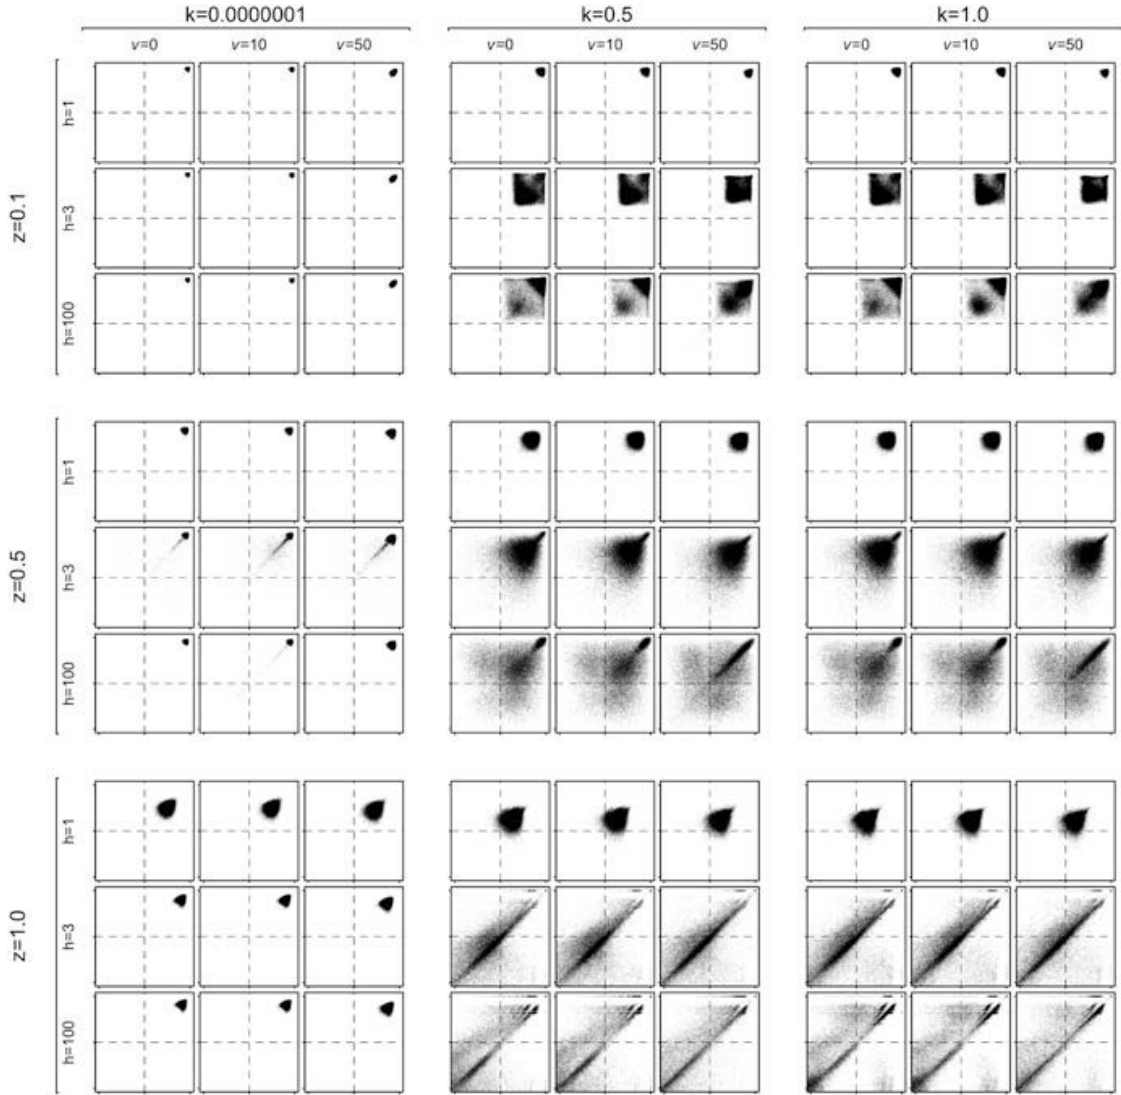 k=0.0000001 k=0.5 k=1.0
v=0 v=10 v=50 v=0 v=10 v=50 v=0 v=10 v=50
z=0.1
h=1
h=3
h=100
z=0.5
h=1
h=3
h=100
z=1.0
h=1
h=3
h=100